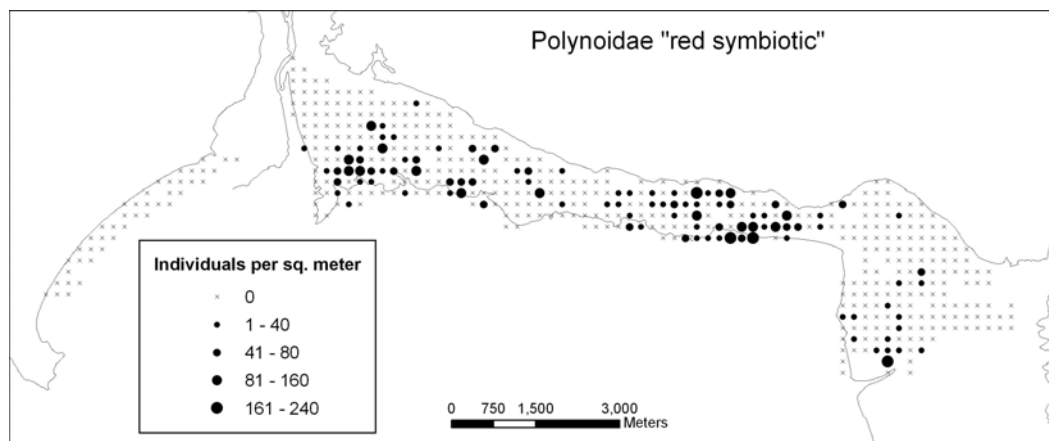 Polynoidae "red symbiotic"
Individuals per sq. meter
0
1 - 40
41 - 80
81 - 160
161 - 240
0 750 1,500 3,000
Meters